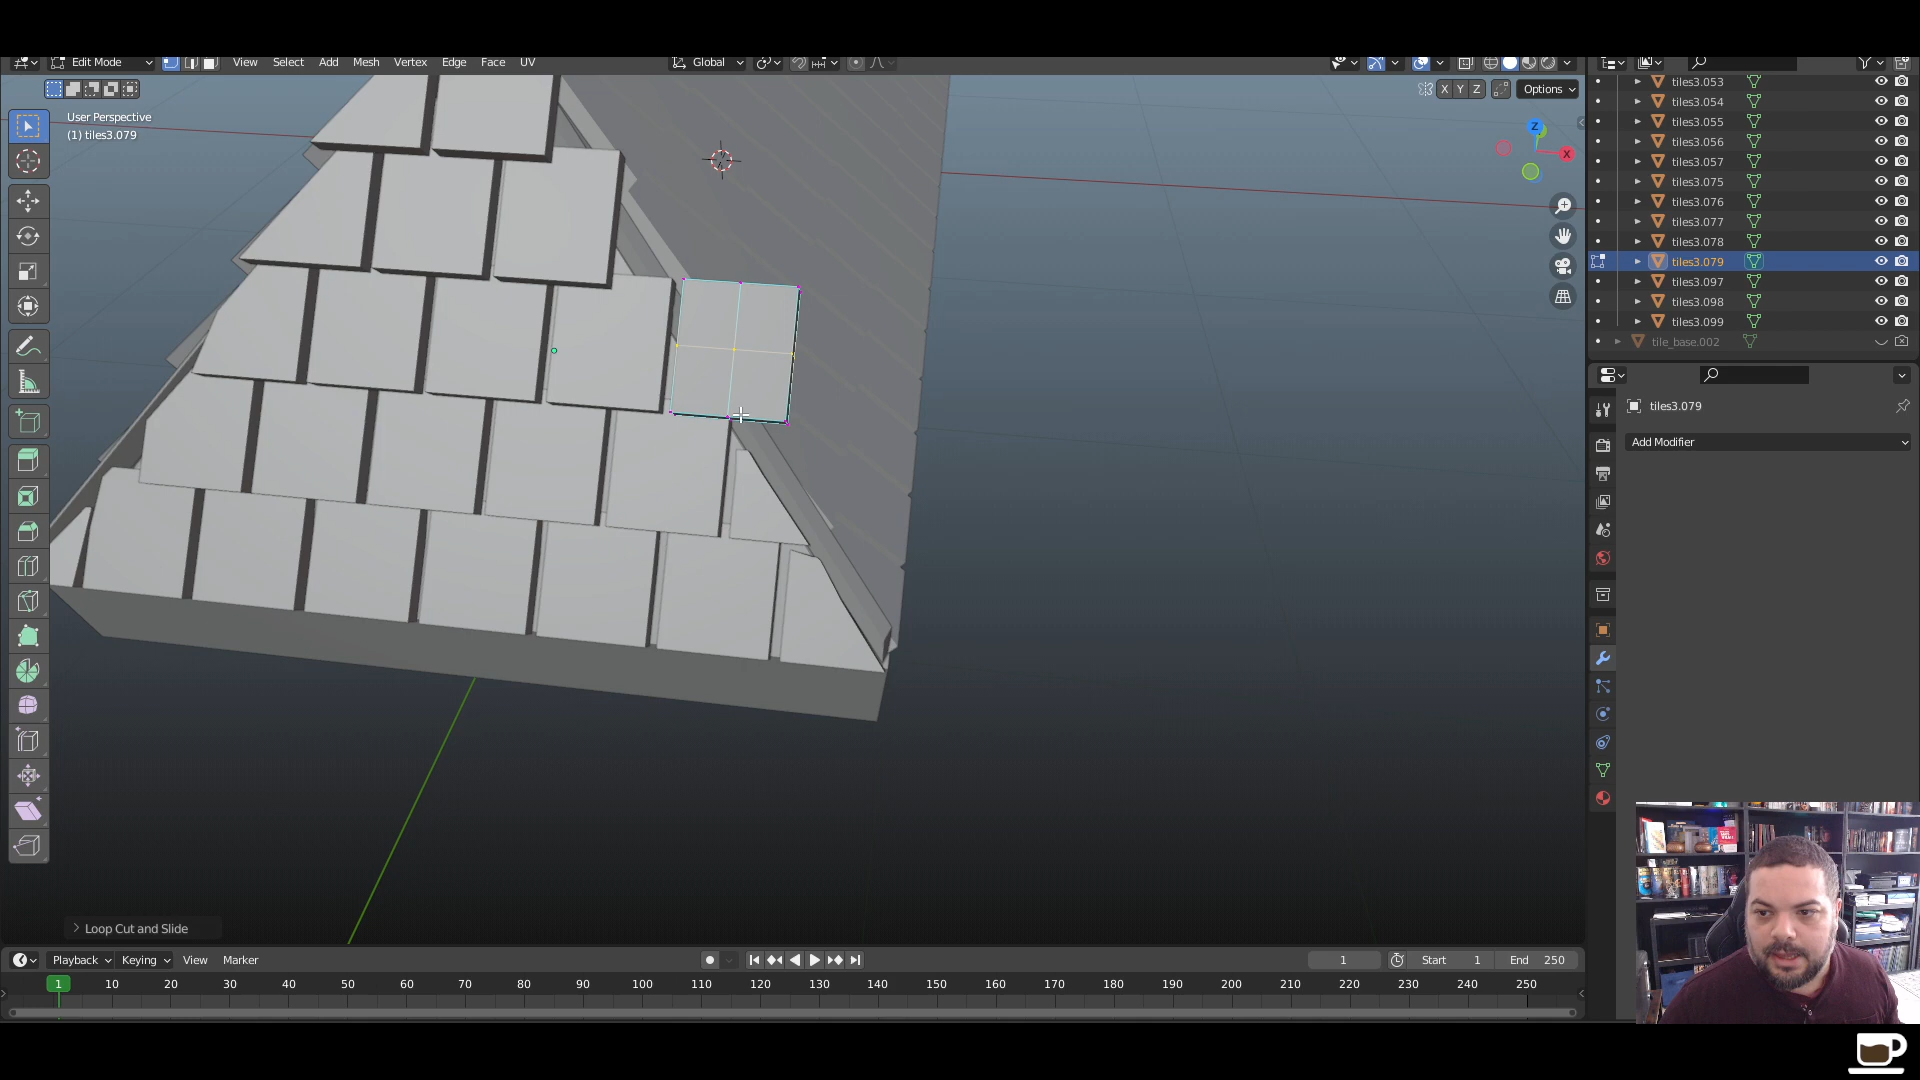 Edit Mode View Select Add Mesh Vertex Edge Face UV Global
X Y Z Options
User Perspective
(1) tiles3.079
Z
X
tiles3.053
tiles3.054
tiles3.055
tiles3.056
tiles3.057
tiles3.075
tiles3.076
tiles3.077
tiles3.078
tiles3.079
tiles3.097
tiles3.098
tiles3.099
tile_base.002
tiles3.079
Add Modifier
Loop Cut and Slide
Playback Keying View Marker 1 Start 1 End 250
1 10 20 30 40 50 60 70 80 90 100 110 120 130 140 150 160 170 180 190 200 210 220 230 240 250